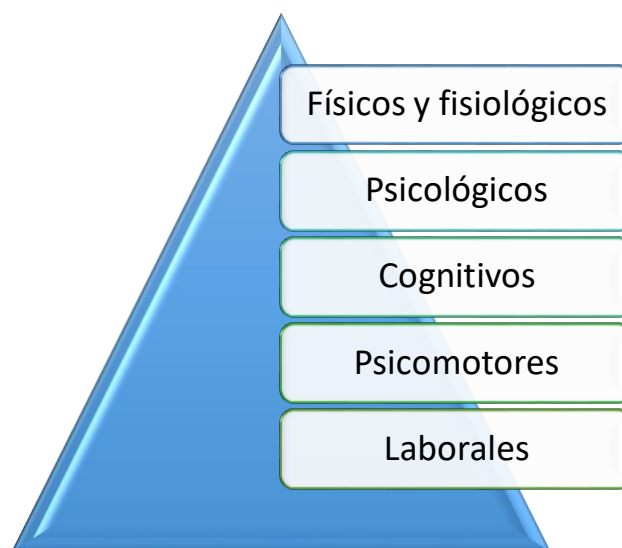 Físicos y fisiológicos
Psicológicos
Cognitivos
Psicomotores
Laborales